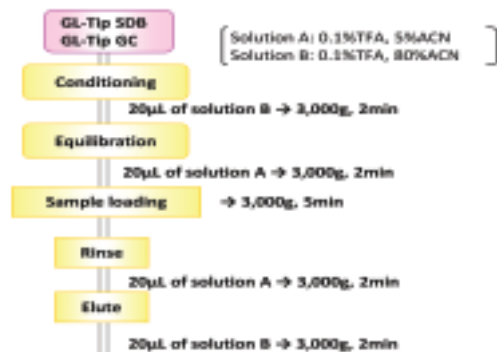 GL-Tip SDB
GL-Tip GC
Solution A: 0.1%TFA, 5%ACN
Solution B: 0.1%TFA, 80%ACN
Conditioning
20μL of solution B → 3,000g, 2min
Equilibration
20μL of solution A → 3,000g, 2min
Sample loading → 3,000g, 5min
Rinse
20μL of solution A → 3,000g, 2min
Elute
20μL of solution B → 3,000g, 2min